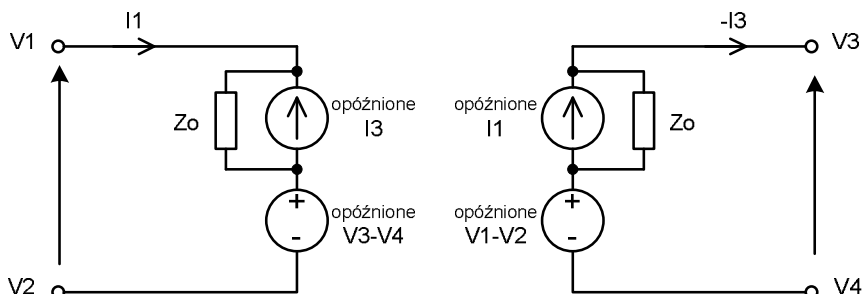 V1
I1
-I3
V3
Zo
opóźnione
I3
opóźnione
I1
Zo
+
-
opóźnione
V3-V4
opóźnione
V1-V2
+
-
V2
V4